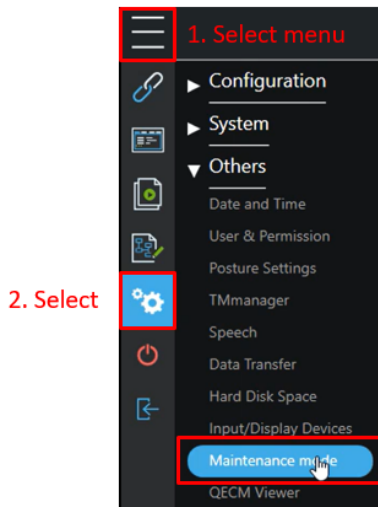 1. Select menu
Configuration
System
Others
Date and Time
User & Permission
Posture Settings
TMmanager
2. Select
Speech
Data Transfer
Hard Disk Space
Input/Display Devices
Maintenance mode
QECM Viewer